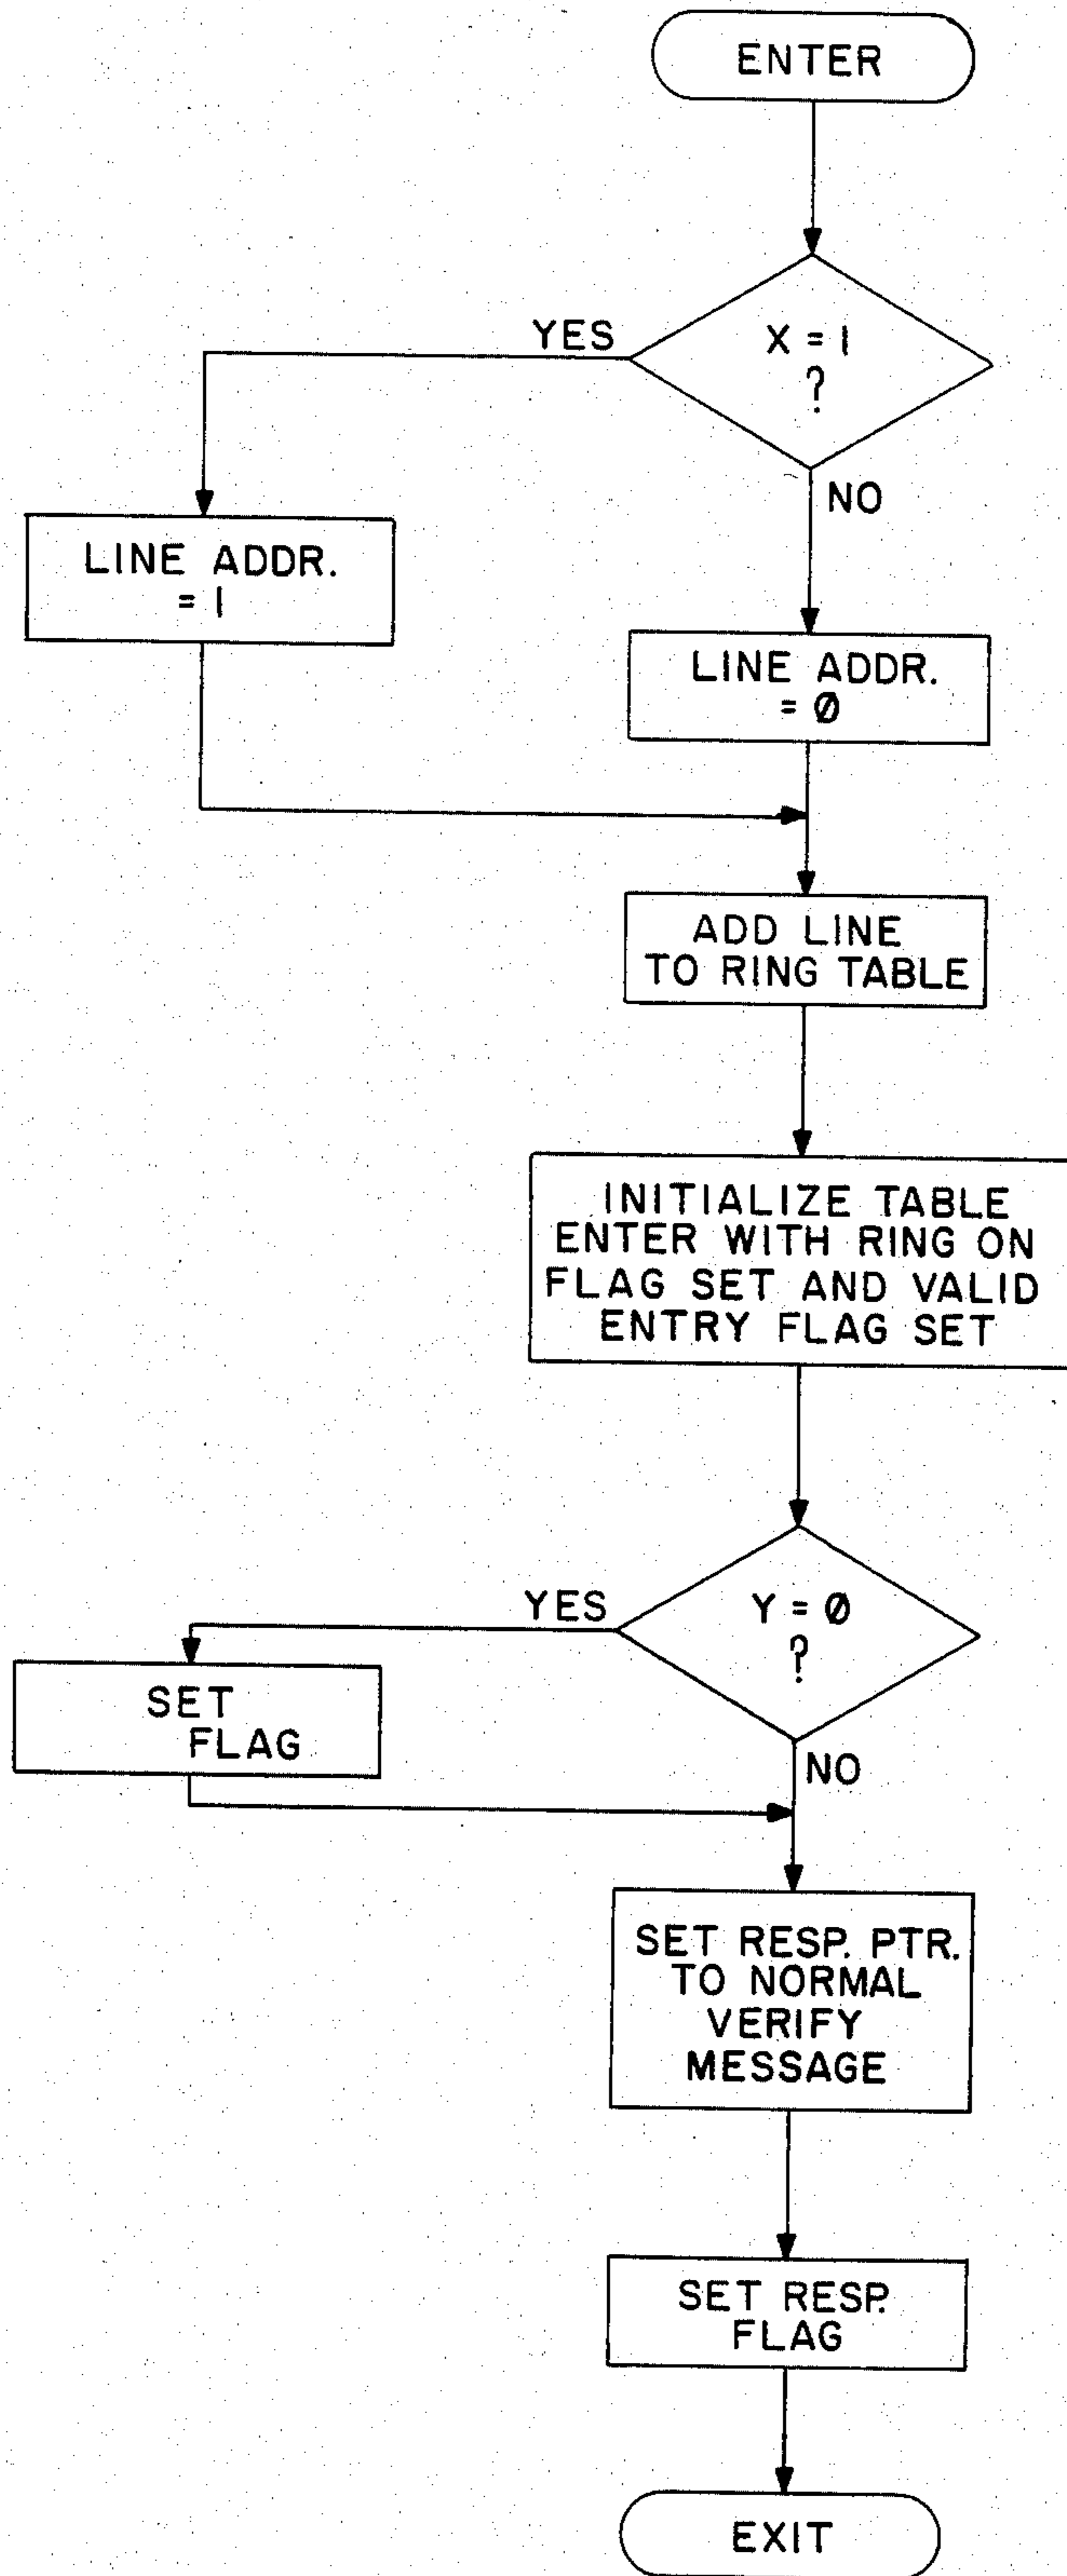 ENTER
X = 1
?
YES
NO
LINE ADDR.
= 1
LINE ADDR.
= Ø
ADD LINE
TO RING TABLE
INITIALIZE TABLE
ENTER WITH RING ON
FLAG SET AND VALID
ENTRY FLAG SET
Y = Ø
?
YES
NO
SET
FLAG
SET RESP. PTR.
TO NORMAL
VERIFY
MESSAGE
SET RESP.
FLAG
EXIT